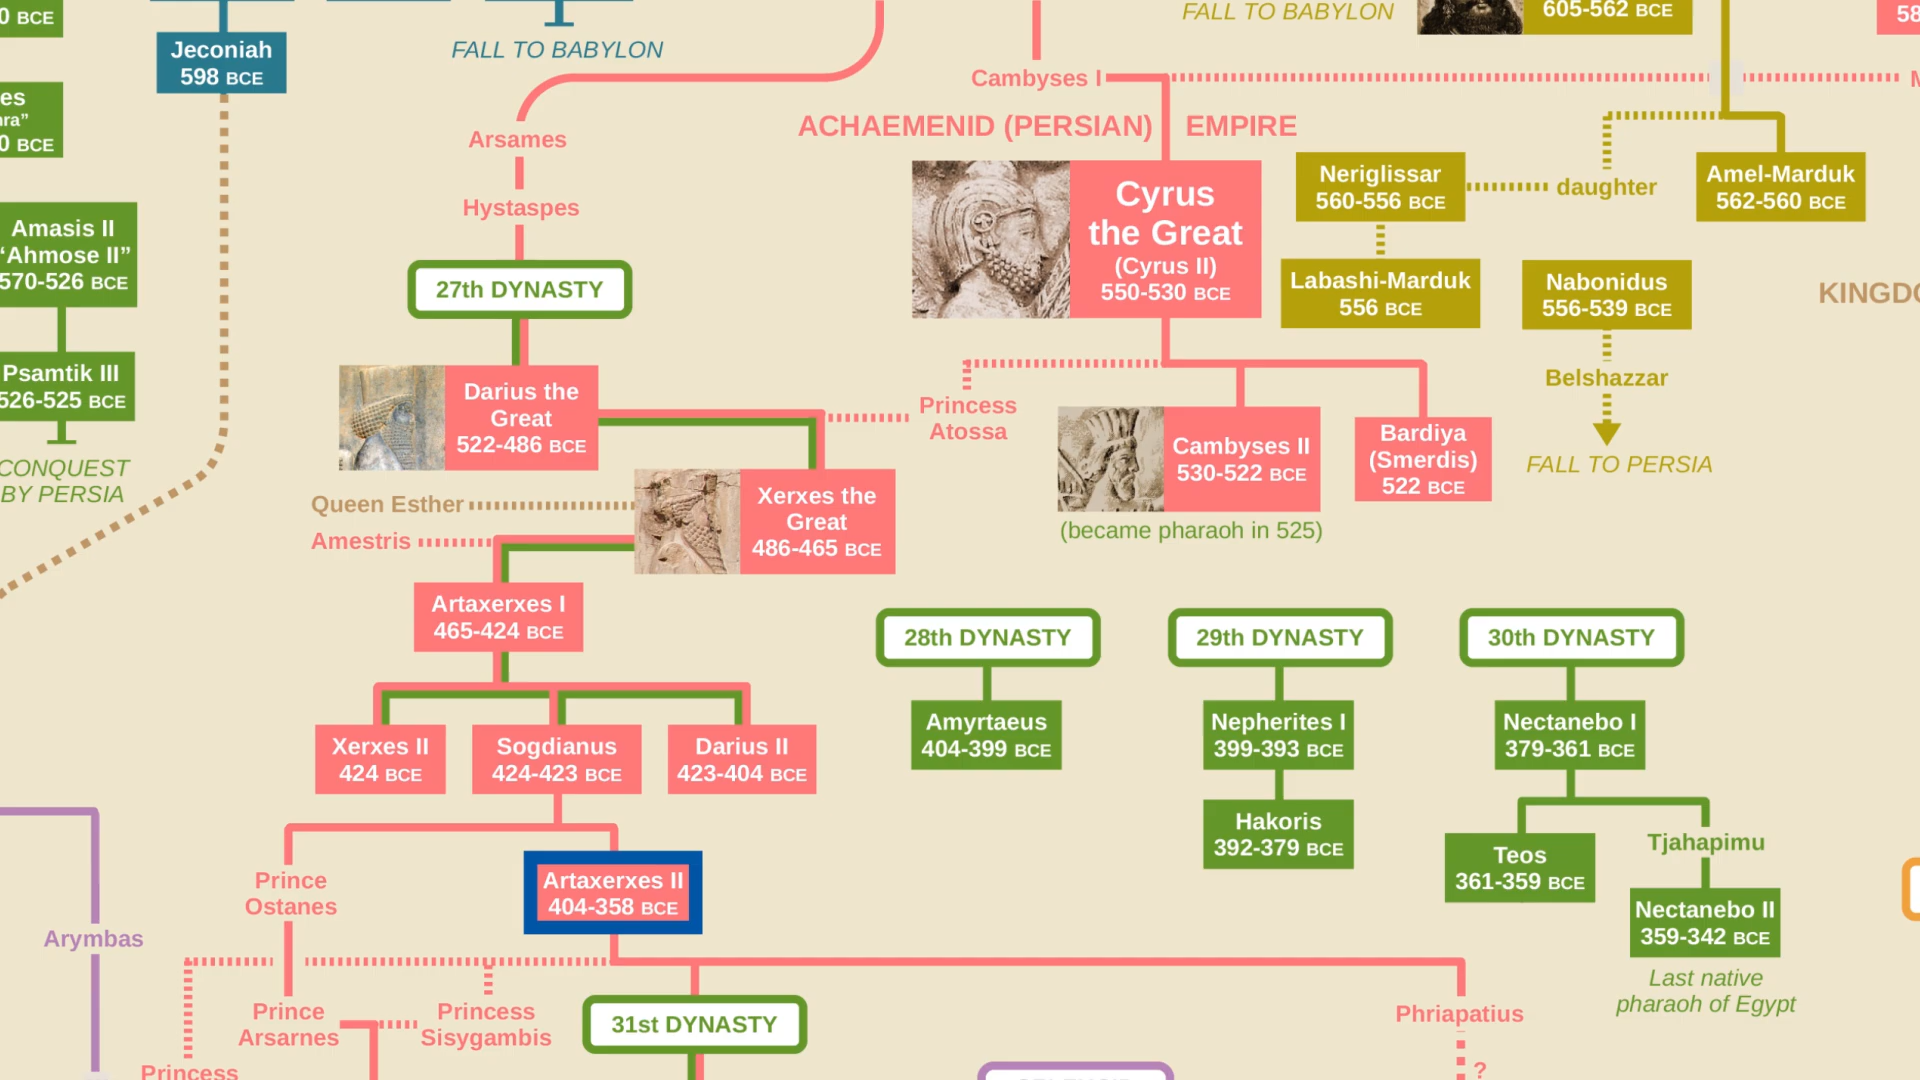 0 BCE
Jeconiah
598 BCE
FALL TO BABYLON
FALL TO BABYLON
605-562 BCE
58
es
ra”
0 BCE
Cambyses I
M
ACHAEMENID (PERSIAN) EMPIRE
Arsames
Hystaspes
27th DYNASTY
Cyrus
the Great
(Cyrus II)
550-530 BCE
Neriglissar
560-556 BCE
daughter
Amel-Marduk
562-560 BCE
Labashi-Marduk
556 BCE
Nabonidus
556-539 BCE
KINGDO
Amasis II
“Ahmose II”
570-526 BCE
Psamtik III
526-525 BCE
CONQUEST
BY PERSIA
Darius the
Great
522-486 BCE
Princess
Atossa
Cambyses II
530-522 BCE
(became pharaoh in 525)
Bardiya
(Smerdis)
522 BCE
Belshazzar
FALL TO PERSIA
Queen Esther
Amestris
Xerxes the
Great
486-465 BCE
Artaxerxes I
465-424 BCE
28th DYNASTY
29th DYNASTY
30th DYNASTY
Xerxes II
424 BCE
Sogdianus
424-423 BCE
Darius II
423-404 BCE
Amyrtaeus
404-399 BCE
Nepherites I
399-393 BCE
Nectanebo I
379-361 BCE
Hakoris
392-379 BCE
Teos
361-359 BCE
Tjahapimu
Nectanebo II
359-342 BCE
Last native
pharaoh of Egypt
Prince
Ostanes
Artaxerxes II
404-358 BCE
Arymbas
Prince
Arsarnes
Princess
Sisygambis
31st DYNASTY
Phriapatius
?
Princess